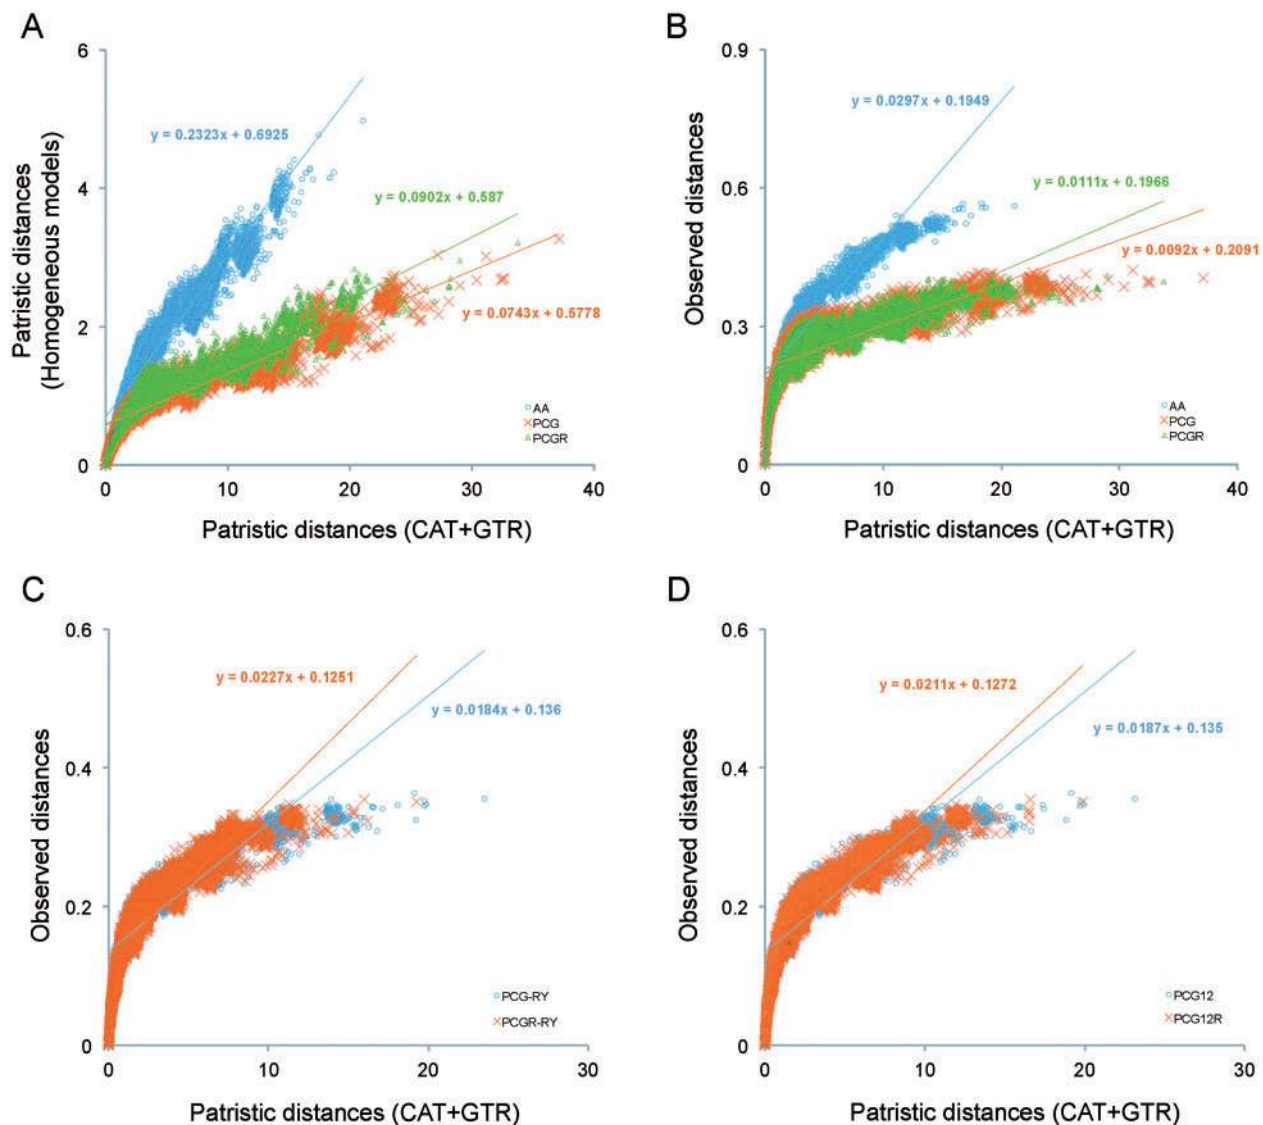 A
6
4
2
0
0
10
20
30
40
Patristic distances
(Homogeneous models)
Patristic distances (CAT+GTR)
y = 0.2323x + 0.6925
y = 0.0902x + 0.587
y = 0.0743x + 0.5778
AA
PCG
PCGR
B
0.9
0.6
0.3
0
0
10
20
30
40
Observed distances
Patristic distances (CAT+GTR)
y = 0.0297x + 0.1949
y = 0.0111x + 0.1966
y = 0.0092x + 0.2091
AA
PCG
PCGR
C
0.6
0.4
0.2
0
0
10
20
30
Observed distances
Patristic distances (CAT+GTR)
y = 0.0227x + 0.1251
y = 0.0184x + 0.136
PCG-RY
PCGR-RY
D
0.6
0.4
0.2
0
0
10
20
30
Observed distances
Patristic distances (CAT+GTR)
y = 0.0211x + 0.1272
y = 0.0187x + 0.135
PCG12
PCG12R